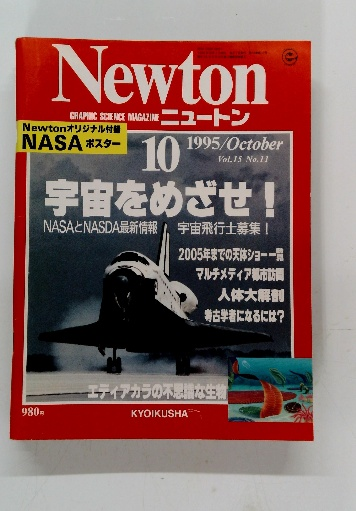 Newton
GRAPHIC SCIENCE MAGAZINE ニュートン
Newtonオリジナル付録
NASAポスター
10
1995/October
Vol.15 No.11
宇宙をめざせ！
NASAとNASDA最新情報 宇宙飛行士募集！
2005年までの天体ショー一覧
マルチメディア都市訪問
人体大解剖
考古学者になるには？
エディアカラの不思議な生物
980円
KYOIKUSHA